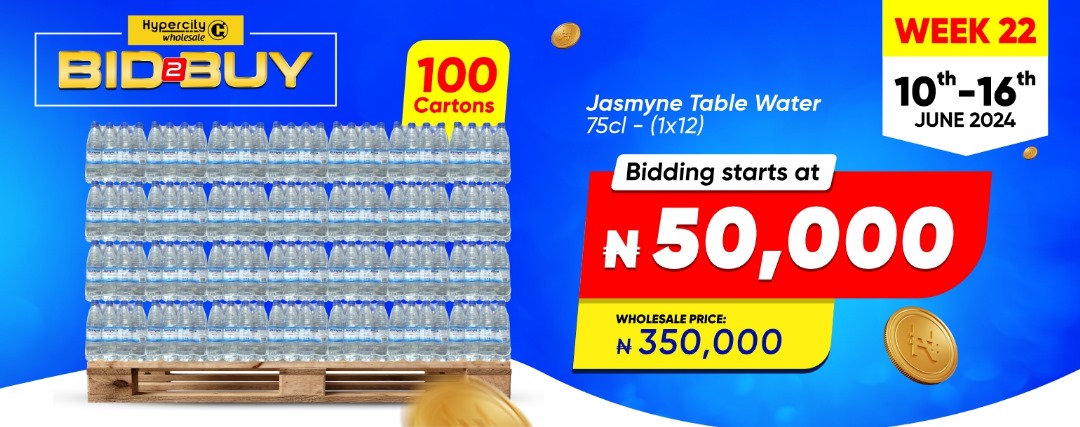 Hypercity
wholesale
BID2BUY
100
Cartons
Jasmyne Table Water
75cl - (1x12)
WEEK 22
10th-16th
JUNE 2024
Bidding starts at
₦ 50,000
WHOLESALE PRICE:
₦ 350,000